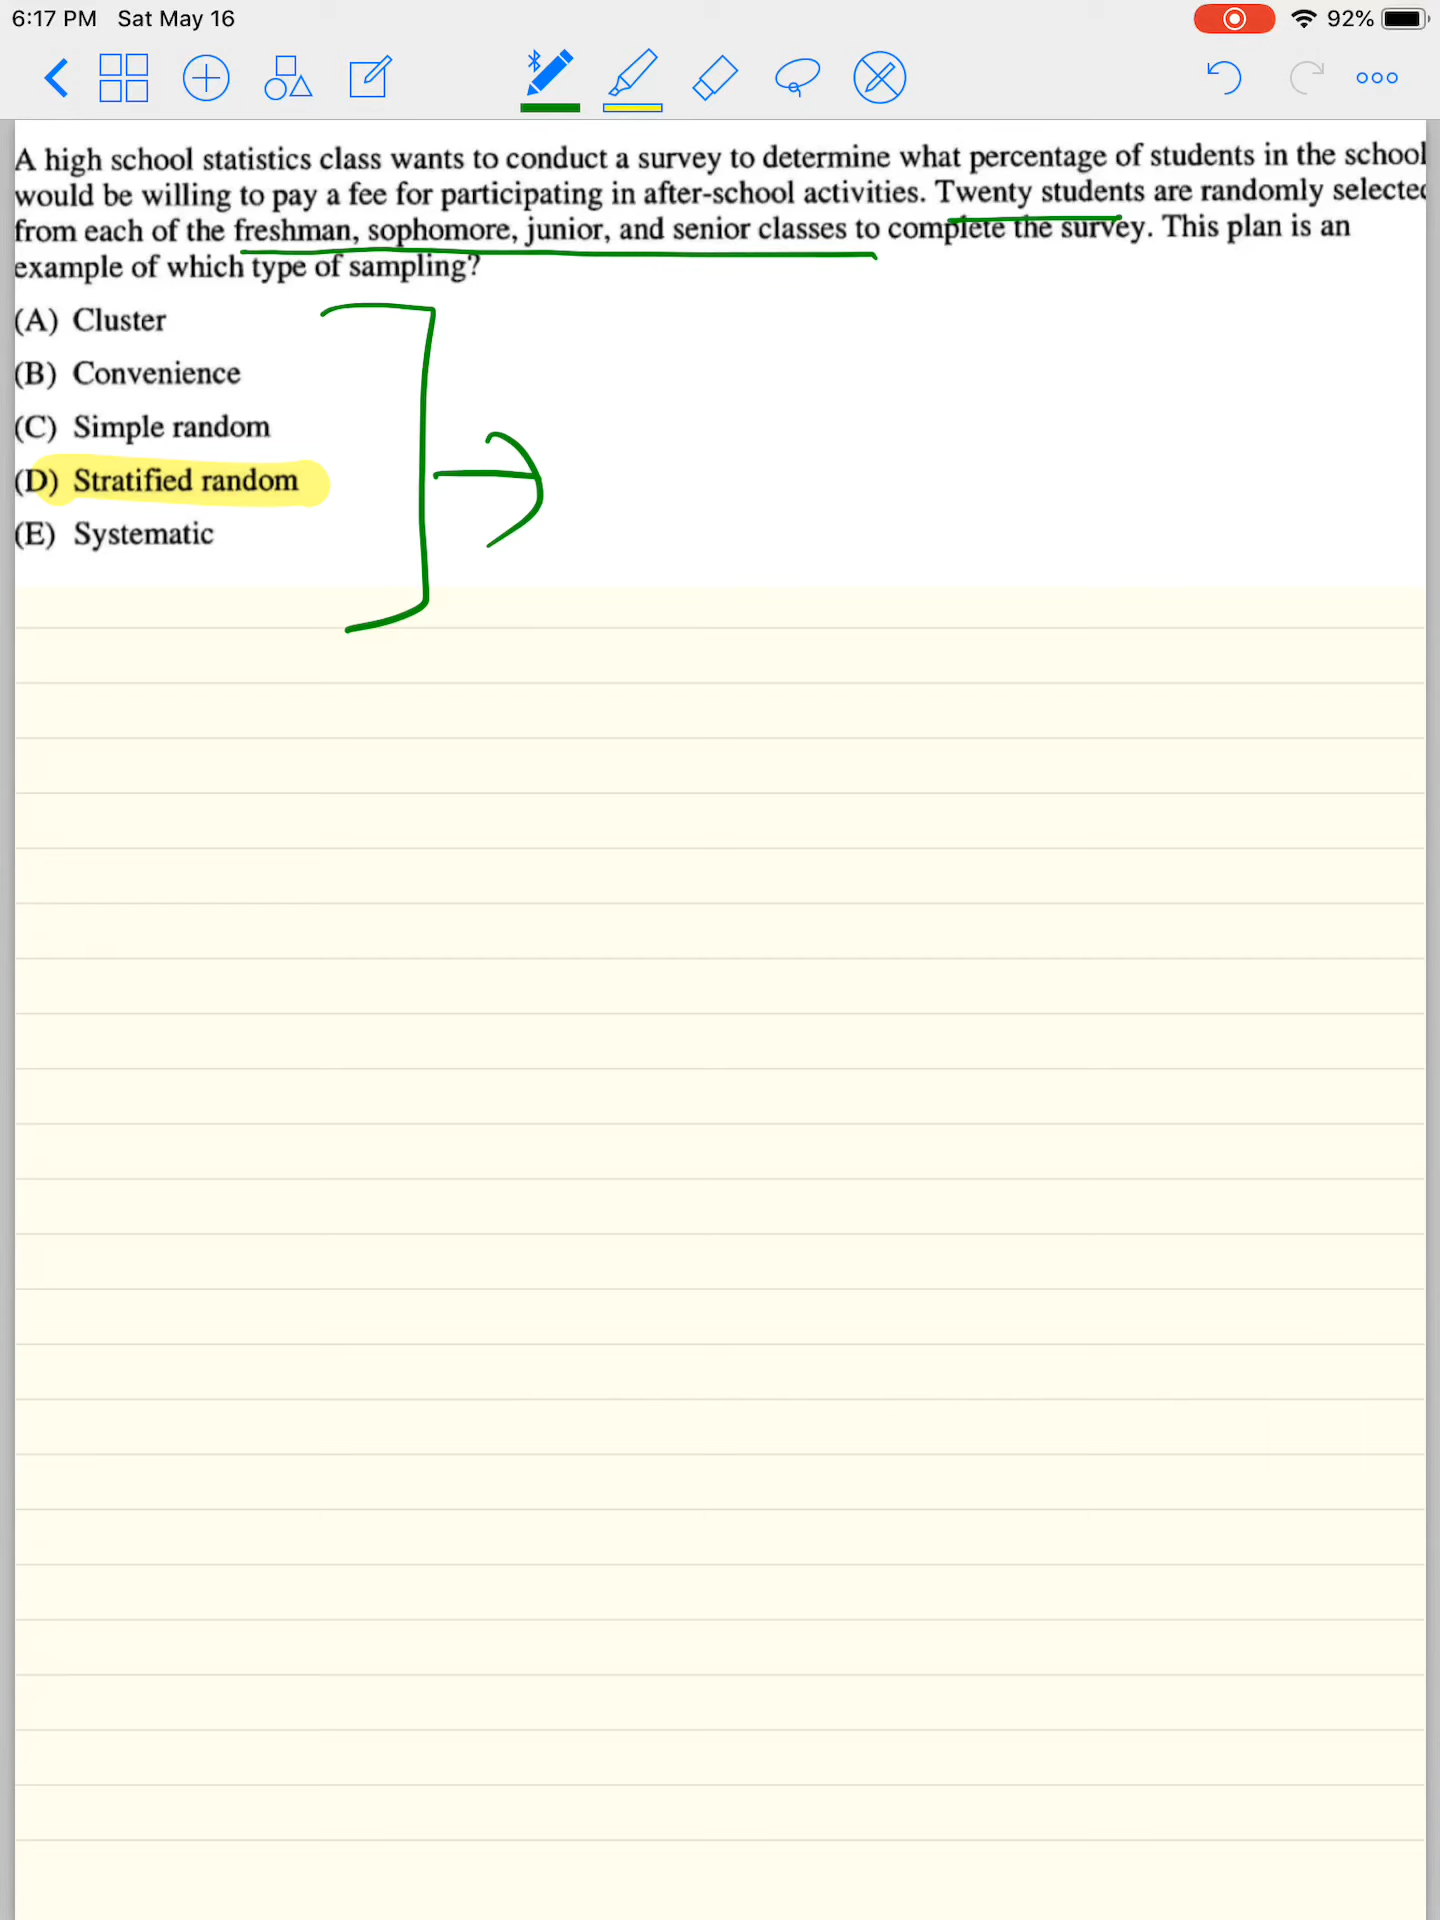 6:17 PM Sat May 16
92%
A high school statistics class wants to conduct a survey to determine what percentage of students in the school
would be willing to pay a fee for participating in after-school activities. Twenty students are randomly selected
from each of the freshman, sophomore, junior, and senior classes to complete the survey. This plan is an
example of which type of sampling?
(A) Cluster
(B) Convenience
(C) Simple random
(D) Stratified random
(E) Systematic